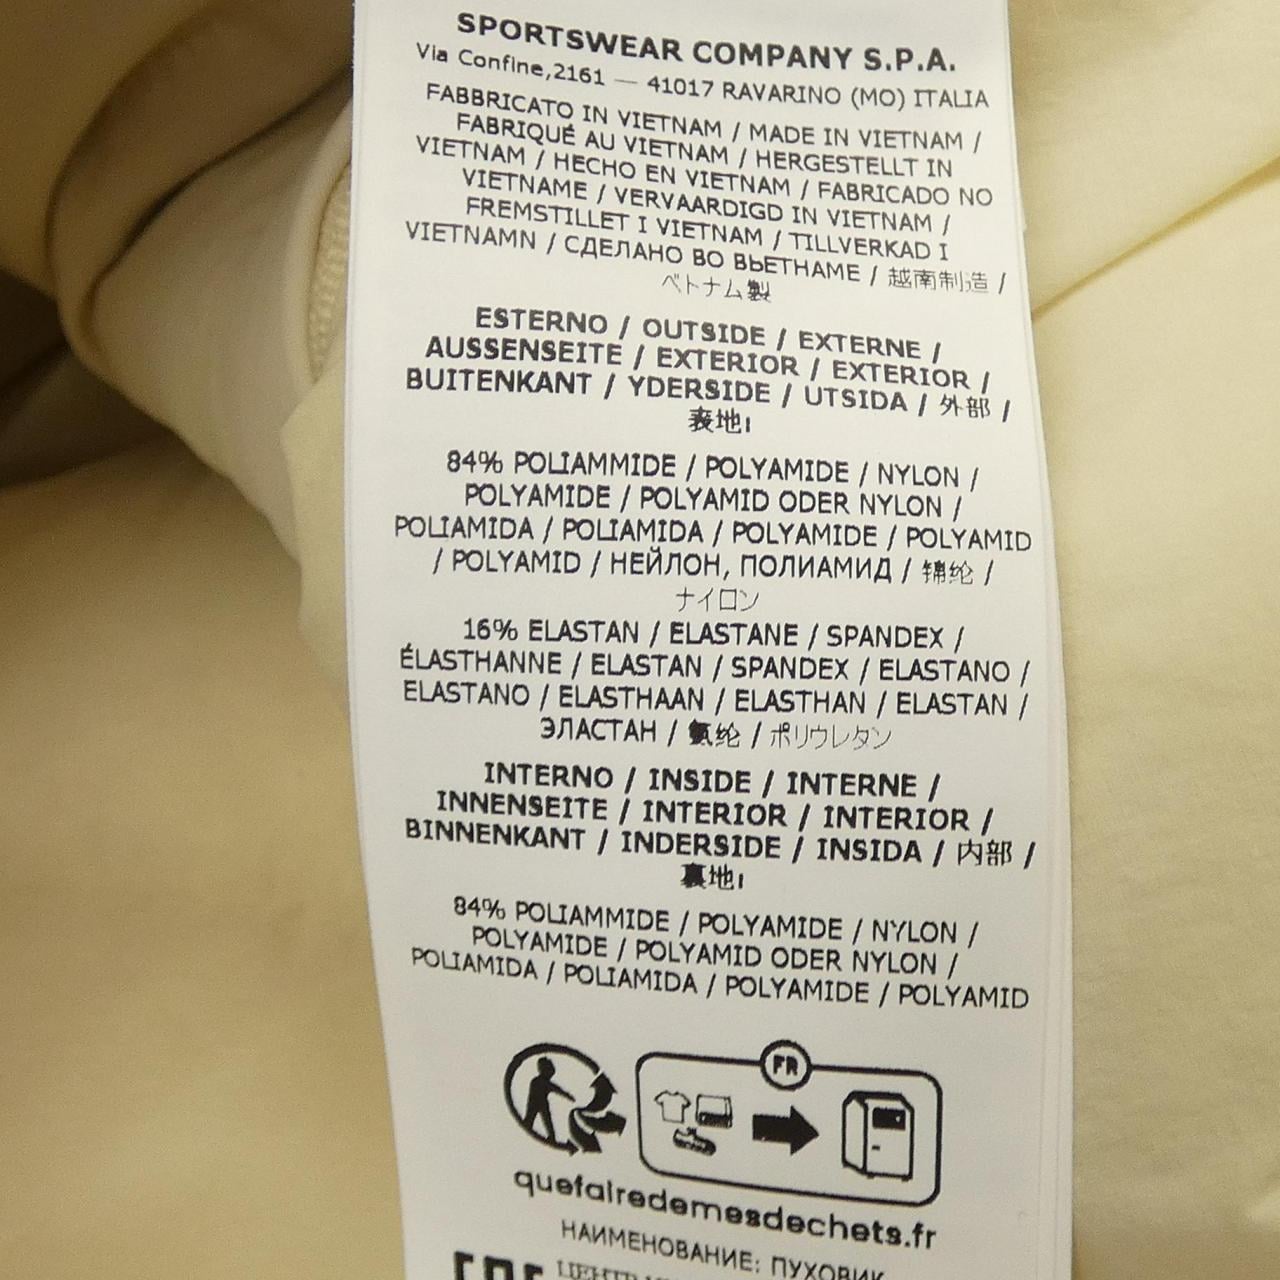 SPORTSWEAR COMPANY S.P.A.
Via Confine,2161 — 41017 RAVARINO (MO) ITALIA
FABBRICATO IN VIETNAM / MADE IN VIETNAM /
FABRIQUÉ AU VIETNAM / HERGESTELLT IN
VIETNAM / HECHO EN VIETNAM / FABRICADO NO
VIETNAME / VERVAARDIGD IN VIETNAM /
FREMSTILLET I VIETNAM / TILLVERKAD I
VIETNAMN / СДЕЛАНО ВО ВЬЕТНАМЕ / 越南制造 /
ベトナム製
ESTERNO / OUTSIDE / EXTERNE /
AUSSENSEITE / EXTERIOR / EXTERIOR /
BUITENKANT / YDERSIDE / UTSIDA / 外部 /
表地:
84% POLIAMMIDE / POLYAMIDE / NYLON /
POLYAMIDE / POLYAMID ODER NYLON /
POLIAMIDA / POLIAMIDA / POLYAMIDE / POLYAMID
/ POLYAMID / НЕЙЛОН, ПОЛИАМИД / 锦纶 /
ナイロン
16% ELASTAN / ELASTANE / SPANDEX /
ÉLASTHANNE / ELASTAN / SPANDEX / ELASTANO /
ELASTANO / ELASTHAAN / ELASTHAN / ELASTAN /
ЭЛАСТАН / 氨纶 / ポリウレタン
INTERNO / INSIDE / INTERNE /
INNENSEITE / INTERIOR / INTERIOR /
BINNENKANT / INDERSIDE / INSIDA / 内部 /
裏地:
84% POLIAMMIDE / POLYAMIDE / NYLON /
POLYAMIDE / POLYAMID ODER NYLON /
POLIAMIDA / POLIAMIDA / POLYAMIDE / POLYAMID
FR
quefairedemesdechets.fr
НАИМЕНОВАНИЕ: ПУХОВИК